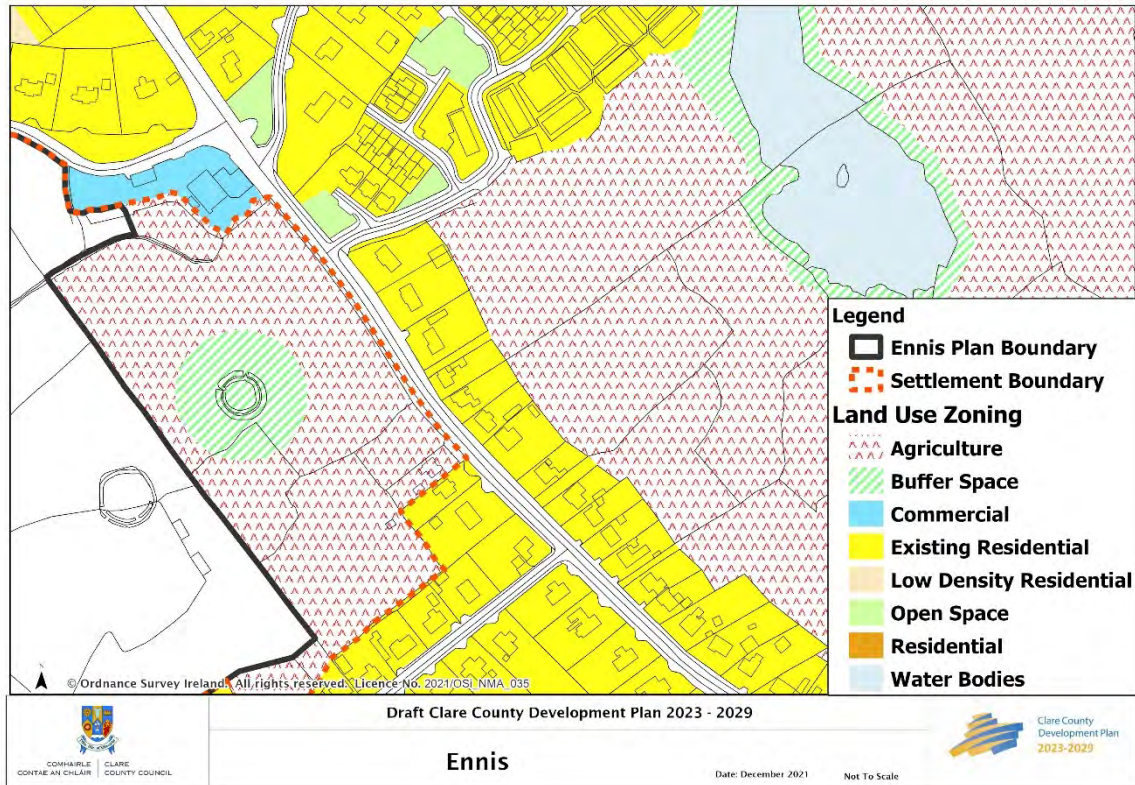 Legend
Ennis Plan Boundary
Settlement Boundary
Land Use Zoning
Agriculture
Buffer Space
Commercial
Existing Residential
Low Density Residential
Open Space
Residential
Water Bodies
© Ordnance Survey Ireland. All rights reserved. Licence No. 2021/OSi_NMA_035
Draft Clare County Development Plan 2023 - 2029
Ennis
Date: December 2021
Not To Scale
COMHAIRLE
CONTAE AN CHLÁIR
CLARE
COUNTY COUNCIL
Clare County
Development Plan
2023-2029